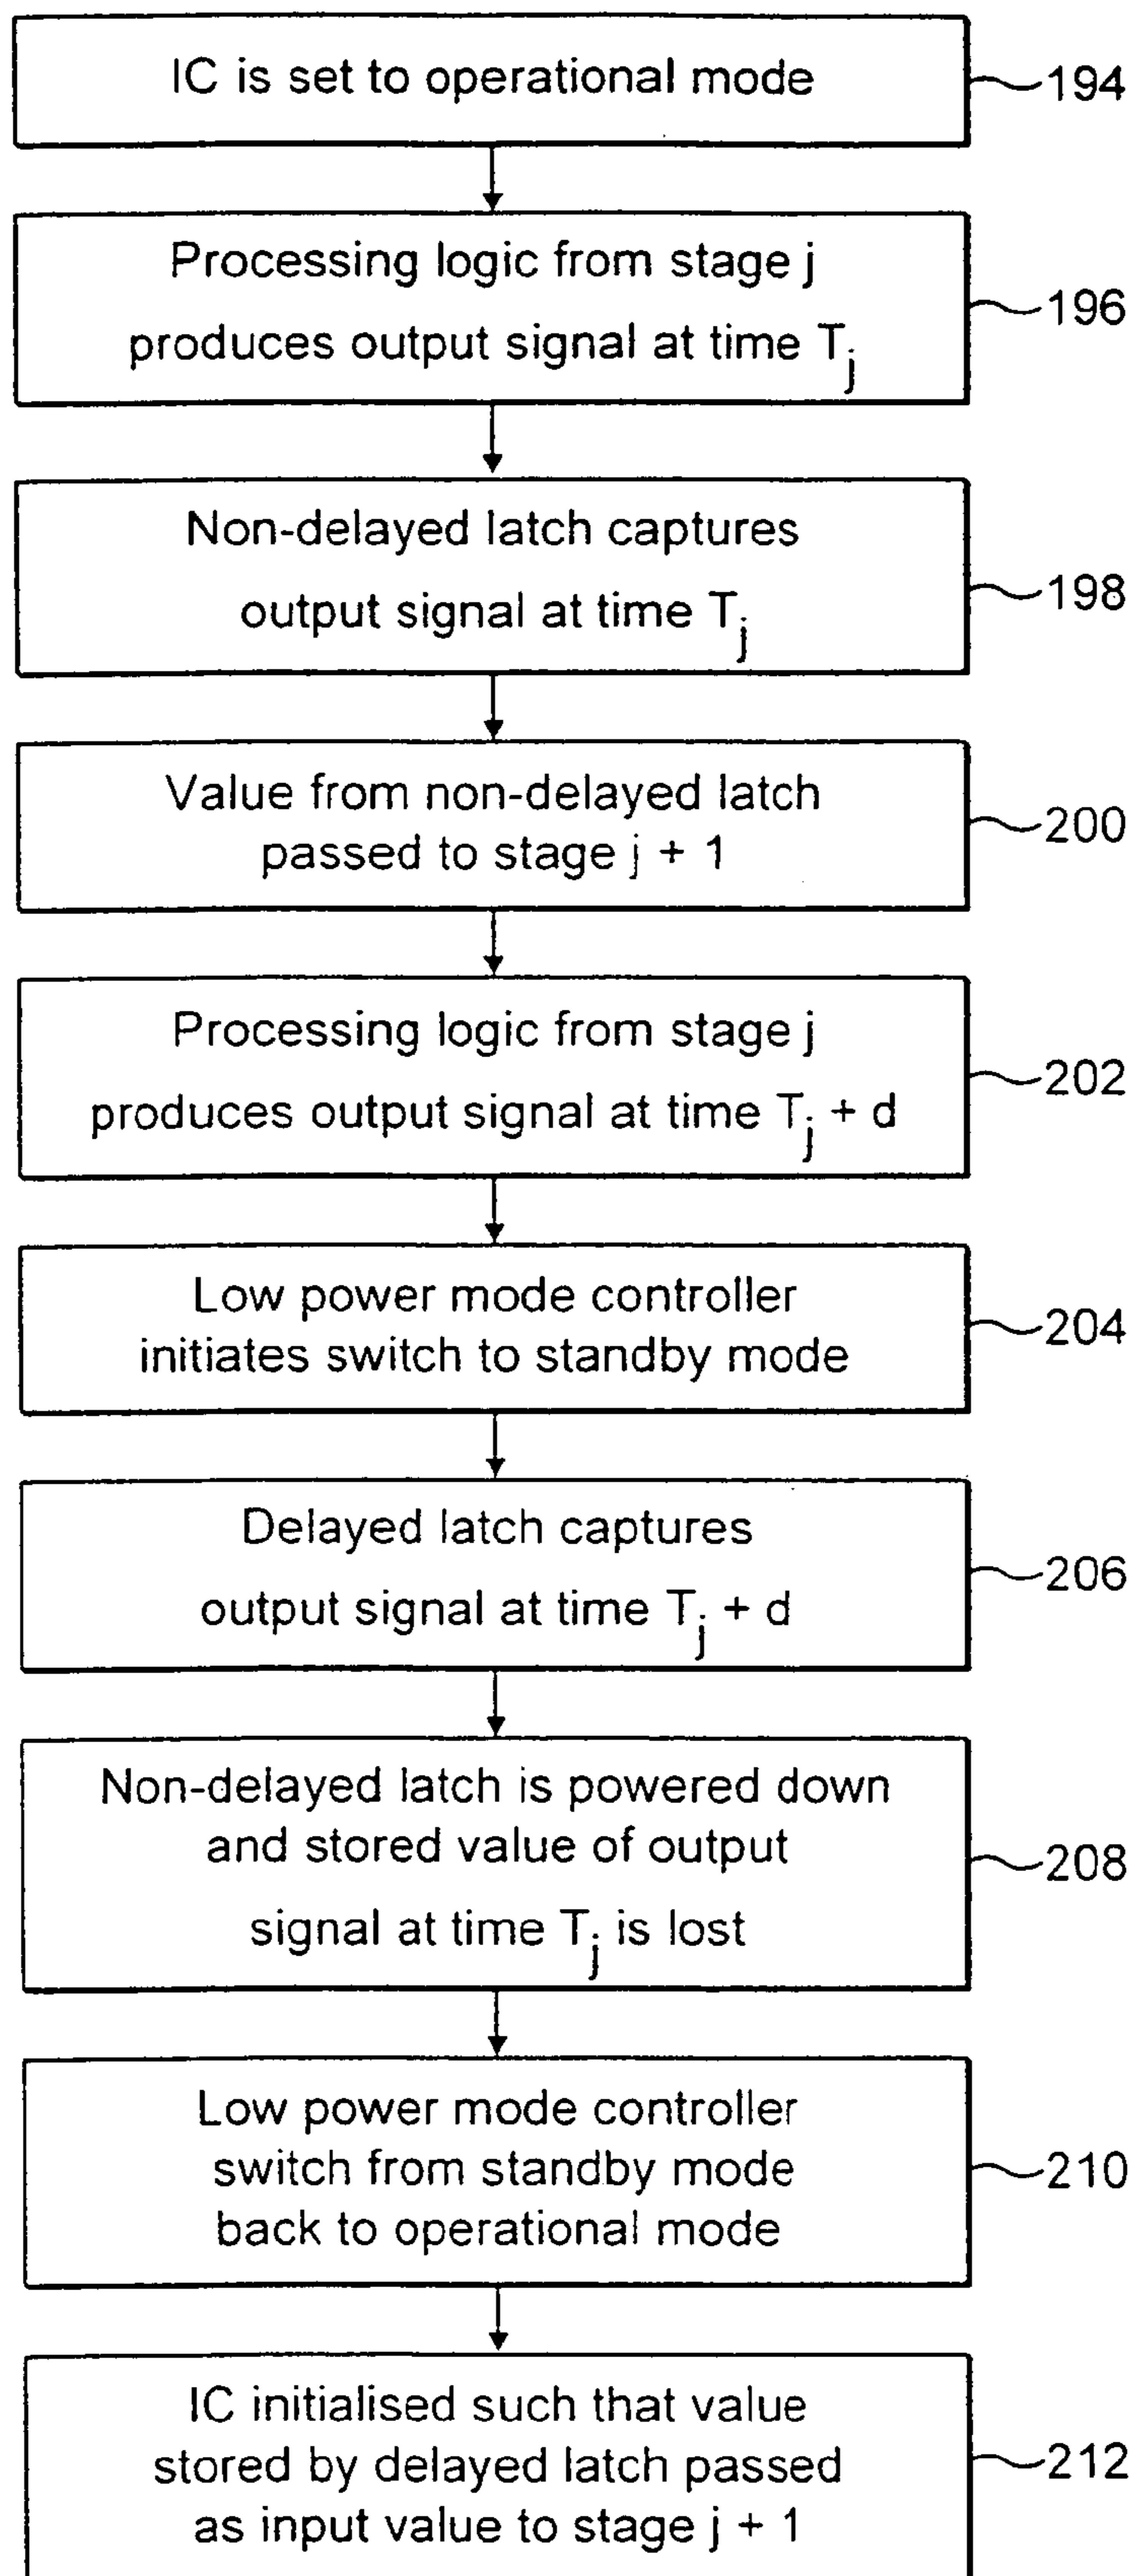 IC is set to operational mode
194
Processing logic from stage j
produces output signal at time Tj
196
Non-delayed latch captures
output signal at time Tj
198
Value from non-delayed latch
passed to stage j + 1
200
Processing logic from stage j
produces output signal at time Tj + d
202
Low power mode controller
initiates switch to standby mode
204
Delayed latch captures
output signal at time Tj + d
206
Non-delayed latch is powered down
and stored value of output
signal at time Tj is lost
208
Low power mode controller
switch from standby mode
back to operational mode
210
IC initialised such that value
stored by delayed latch passed
as input value to stage j + 1
212